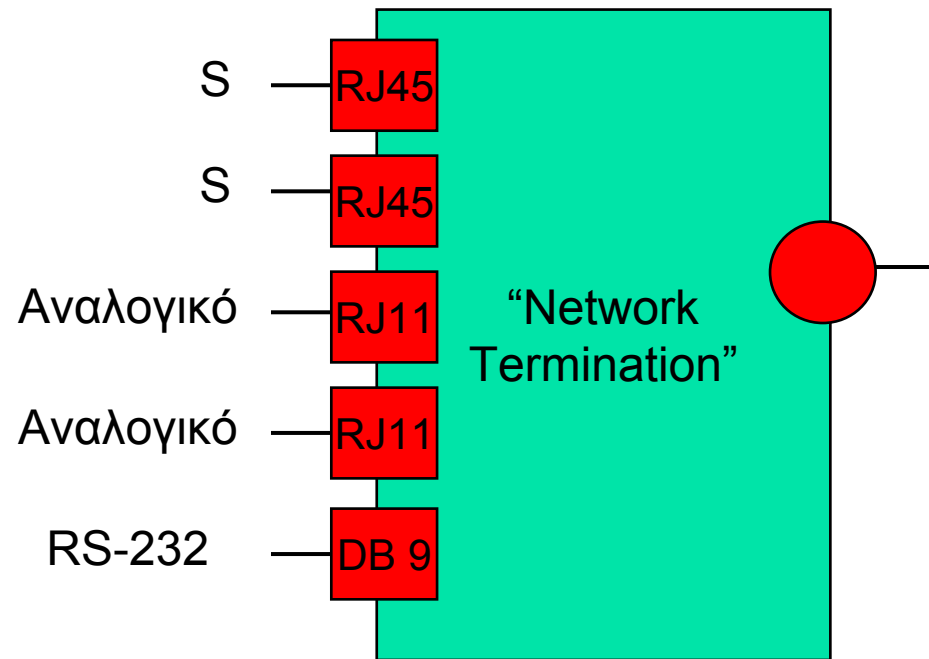 S RJ45
S RJ45
Αναλογικό RJ11
“Network
Termination”
Αναλογικό RJ11
RS-232 DB 9